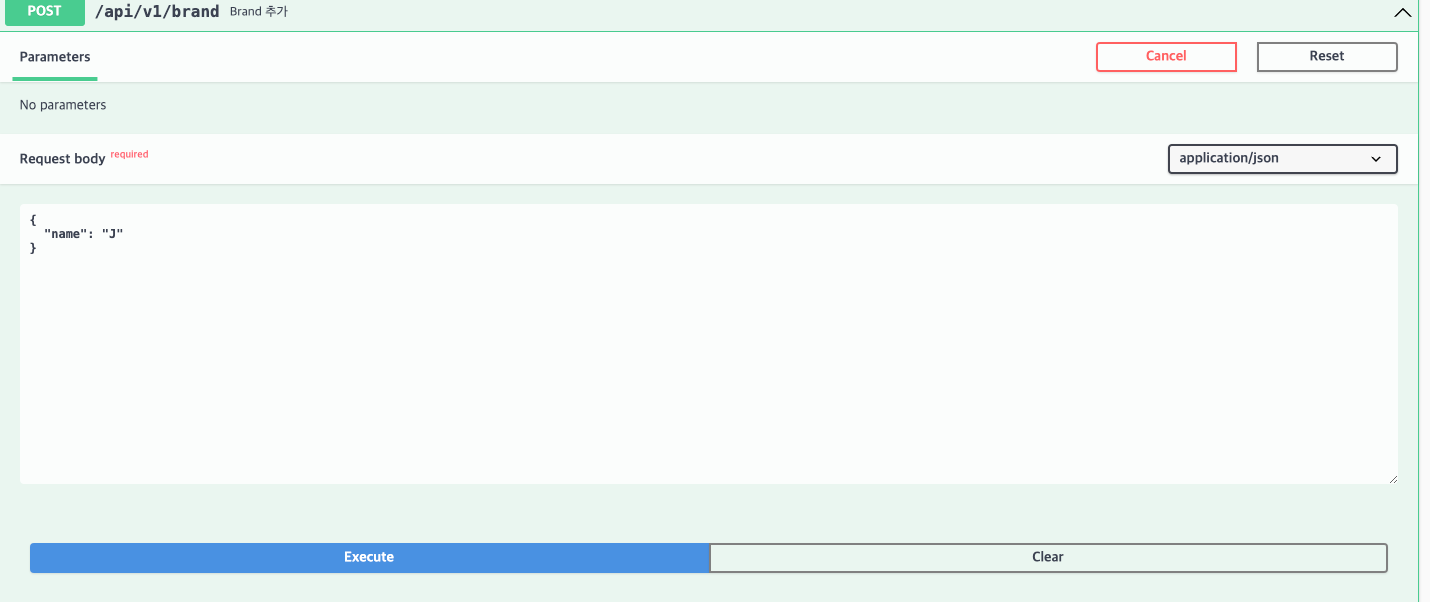 POST /api/v1/brand Brand 추가
Parameters Cancel Reset
No parameters
Request body required application/json
{
"name": "J"
}
Execute Clear